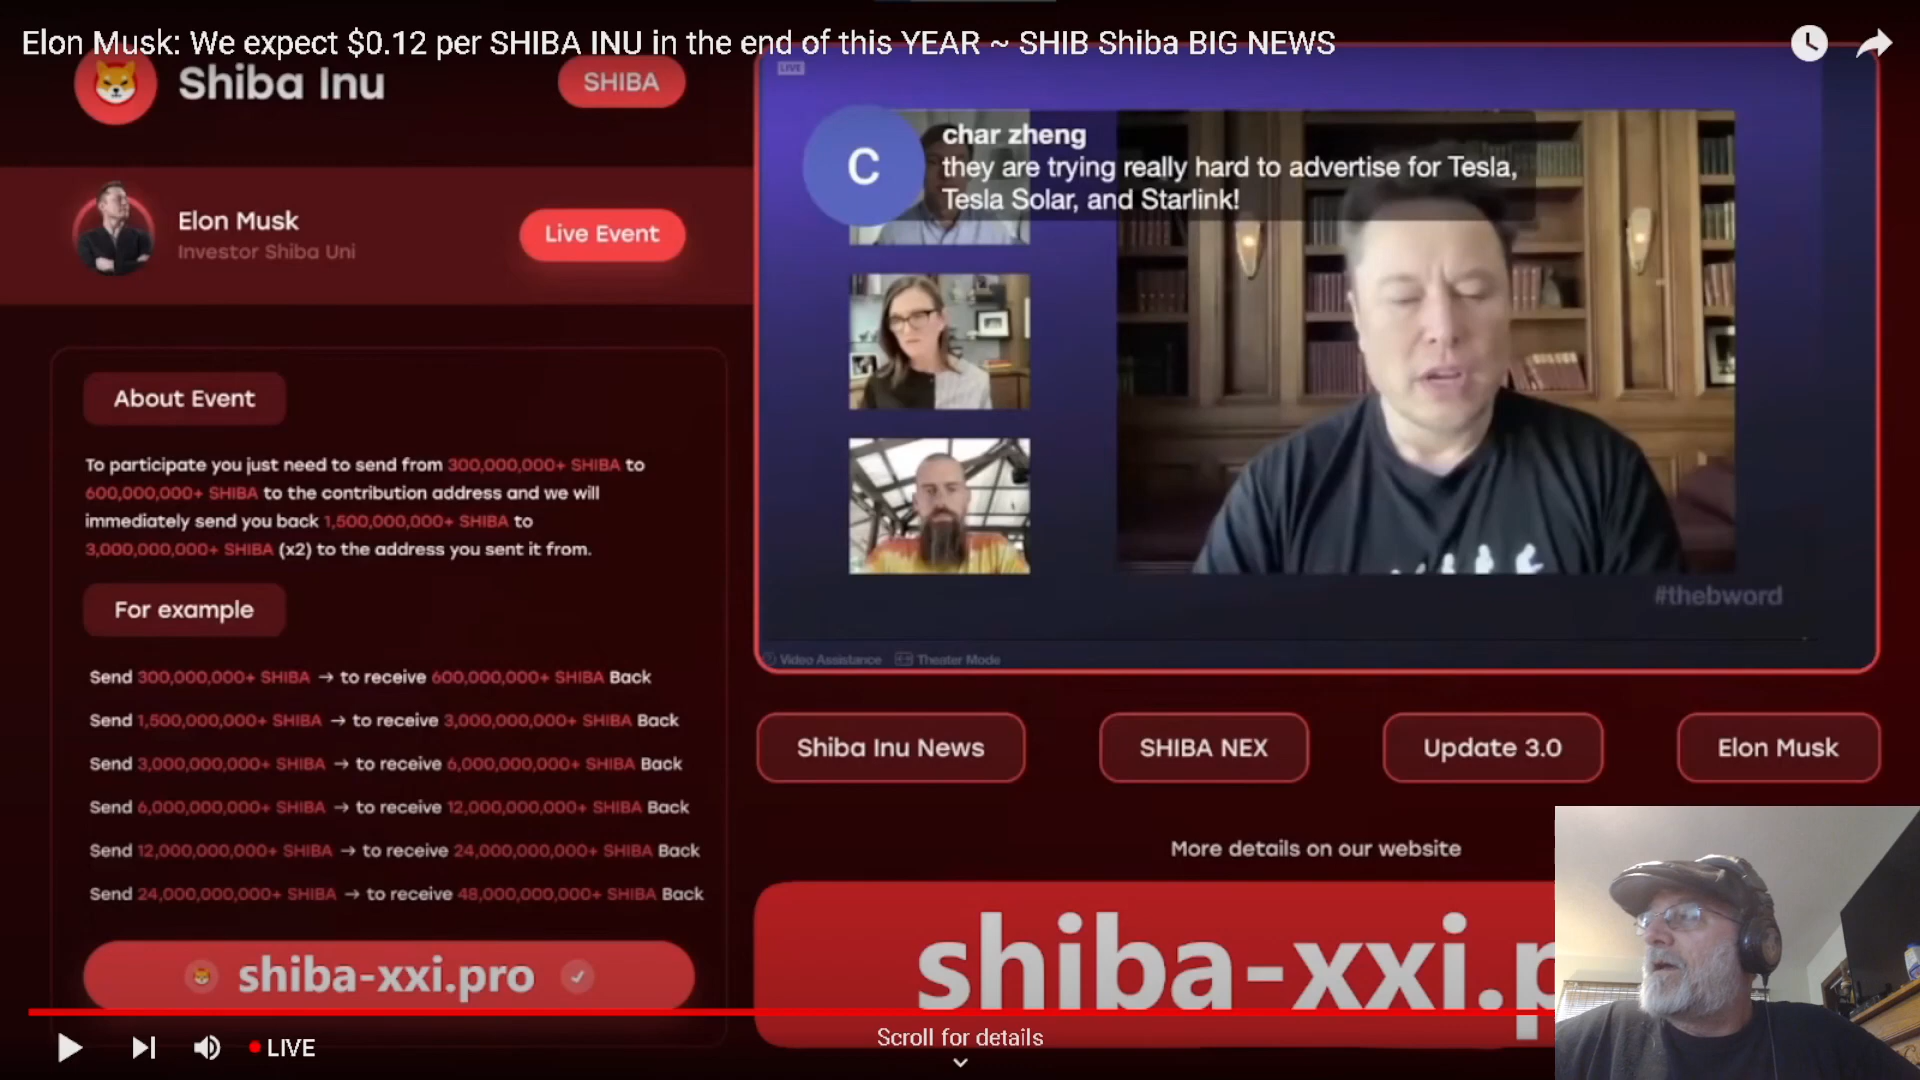 Elon Musk: We expect $0.12 per SHIBA INU in the end of this YEAR ~ SHIB Shiba BIG NEWS
Shiba Inu
SHIBA
Elon Musk
Investor Shiba Uni
Live Event
About Event
To participate you just need to send from 300,000,000+ SHIBA to
600,000,000+ SHIBA to the contribution address and we will
immediately send you back 1,500,000,000+ SHIBA to
3,000,000,000+ SHIBA (x2) to the address you sent it from.
For example
Send 300,000,000+ SHIBA → to receive 600,000,000+ SHIBA Back
Send 1,500,000,000+ SHIBA → to receive 3,000,000,000+ SHIBA Back
Send 3,000,000,000+ SHIBA → to receive 6,000,000,000+ SHIBA Back
Send 6,000,000,000+ SHIBA → to receive 12,000,000,000+ SHIBA Back
Send 12,000,000,000+ SHIBA → to receive 24,000,000,000+ SHIBA Back
Send 24,000,000,000+ SHIBA → to receive 48,000,000,000+ SHIBA Back
shiba-xxi.pro
LIVE
C
char zheng
they are trying really hard to advertise for Tesla,
Tesla Solar, and Starlink!
#thebword
Video Assistance
Theater Mode
Shiba Inu News
SHIBA NEX
Update 3.0
Elon Musk
More details on our website
shiba-xxi.p
LIVE
Scroll for details